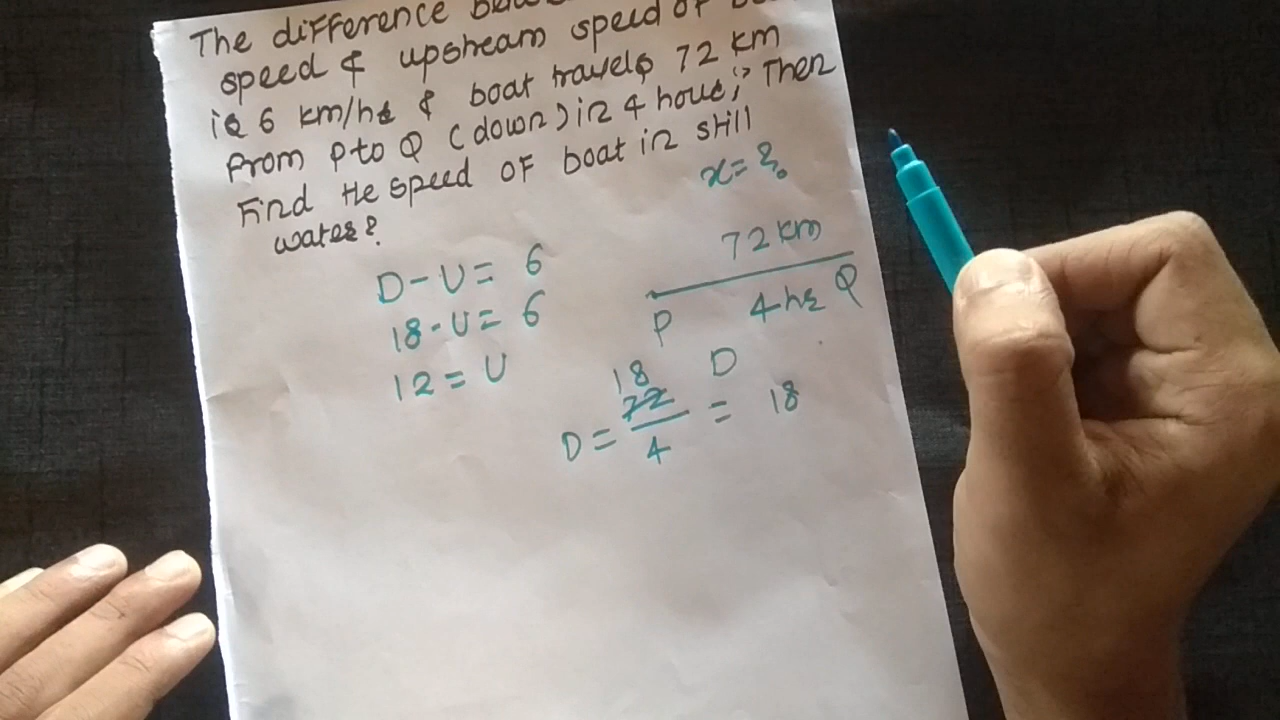 The difference
speed & upstream speed of
is 6 km/hr & boat travels 72 km
from P to Q (down) in 4 hour; Then
Find the speed of boat in still
water?
x = ?
D - U = 6
18 - U = 6
12 = U
72 km
P 4 hr Q
D
18
D = 72/4 = 18